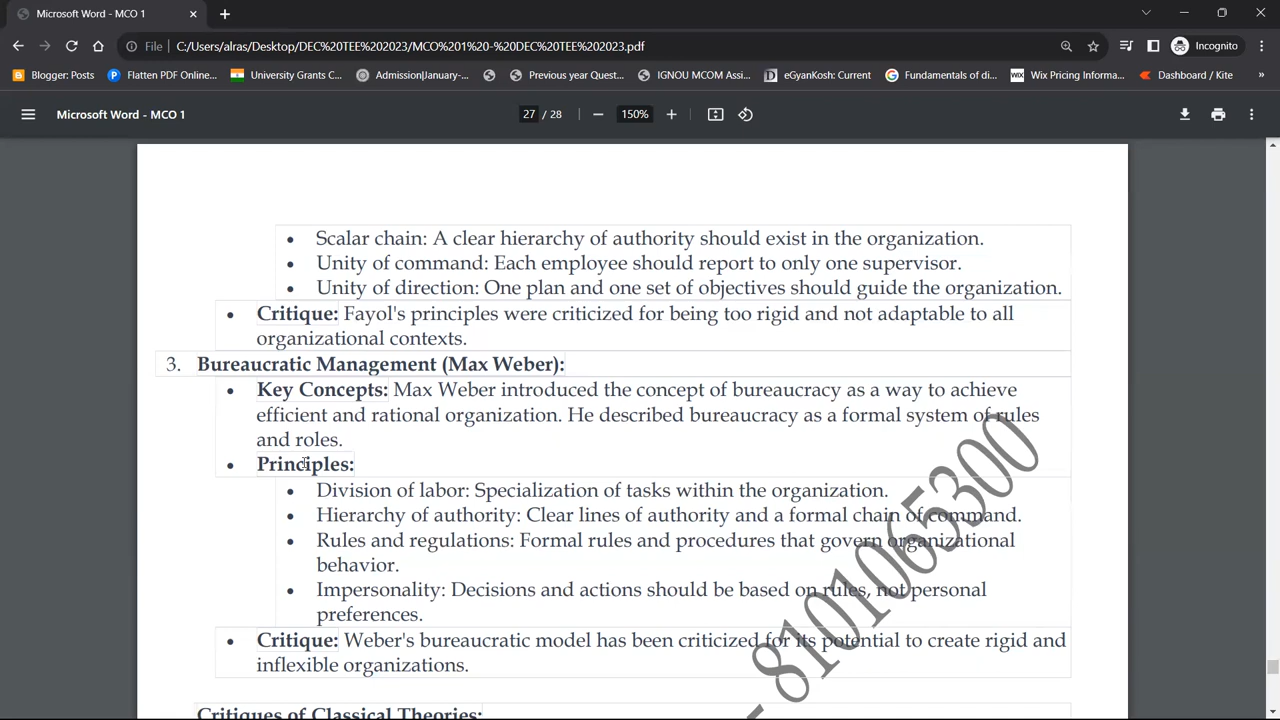 Microsoft Word - MCO 1
File
C:/Users/alras/Desktop/DEC%20TEE%202023/MCO%201%20-%20DEC%20TEE%202023.pdf
Incognito
Blogger: Posts
Flatten PDF Online...
University Grants C...
Admission|January-...
Previous year Quest...
IGNOU MCOM Assi...
eGyanKosh: Current
Fundamentals of di...
Wix Pricing Informa...
Dashboard / Kite
Microsoft Word - MCO 1
27 / 28
150%
• Scalar chain: A clear hierarchy of authority should exist in the organization.
• Unity of command: Each employee should report to only one supervisor.
• Unity of direction: One plan and one set of objectives should guide the organization.
• Critique: Fayol's principles were criticized for being too rigid and not adaptable to all
organizational contexts.
3. Bureaucratic Management (Max Weber):
• Key Concepts: Max Weber introduced the concept of bureaucracy as a way to achieve
efficient and rational organization. He described bureaucracy as a formal system of rules
and roles.
• Principles:
• Division of labor: Specialization of tasks within the organization.
• Hierarchy of authority: Clear lines of authority and a formal chain of command.
• Rules and regulations: Formal rules and procedures that govern organizational
behavior.
• Impersonality: Decisions and actions should be based on rules, not personal
preferences.
• Critique: Weber's bureaucratic model has been criticized for its potential to create rigid and
inflexible organizations.
Critiques of Classical Theories:
- 8101065300